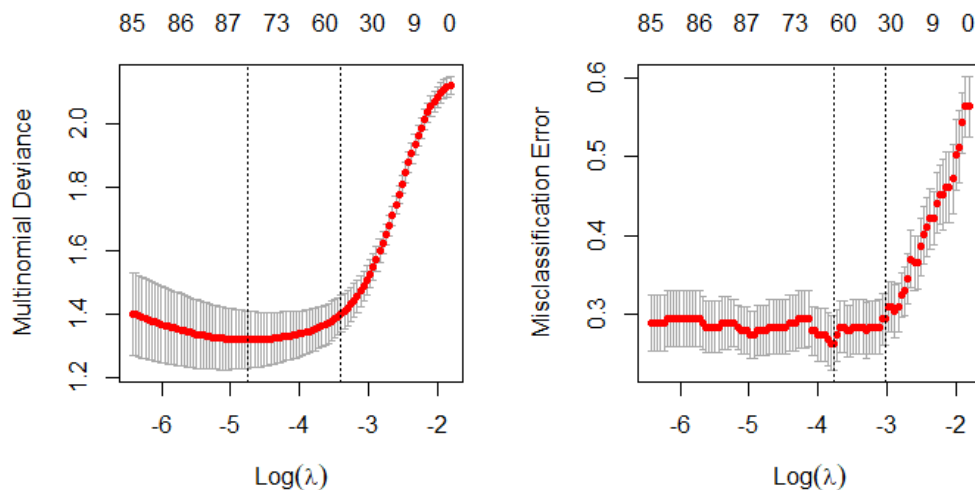 85 86 87 73 60 30 9 0
Multinomial Deviance
2.0
1.8
1.6
1.4
1.2
-6 -5 -4 -3 -2
Log(λ)
85 86 87 73 60 30 9 0
Misclassification Error
0.6
0.5
0.4
0.3
-6 -5 -4 -3 -2
Log(λ)